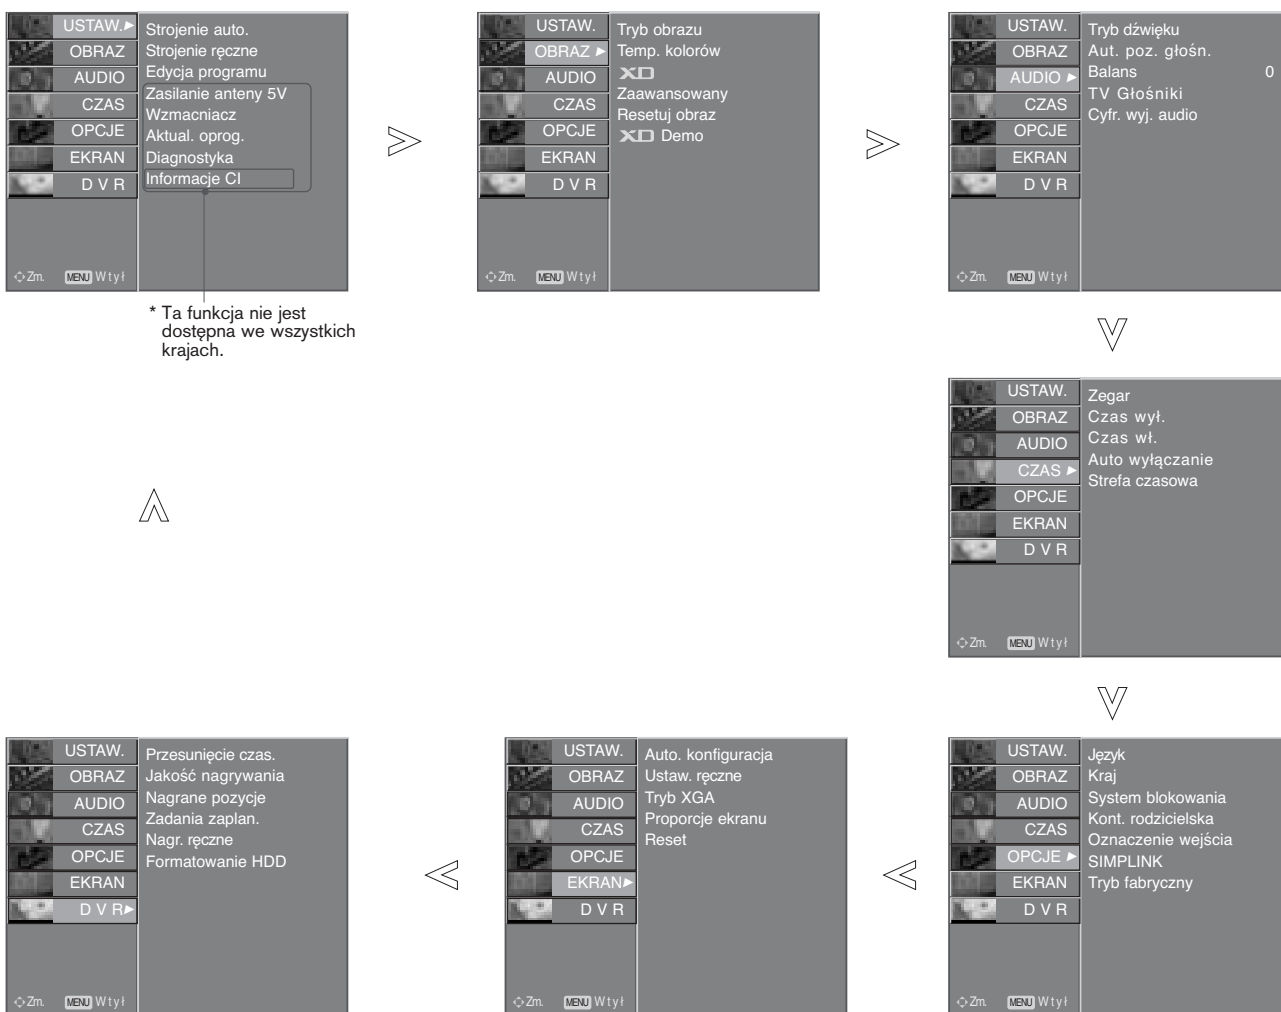 USTAW.
OBRAZ
AUDIO
CZAS
OPCJE
EKRAN
D V R
Zm. MENU Wtył
Strojenie auto.
Strojenie ręczne
Edycja programu
Zasilanie anteny 5V
Wzmacniacz
Aktual. oprog.
Diagnostyka
Informacje CI
* Ta funkcja nie jest
dostępna we wszystkich
krajach.
USTAW.
OBRAZ
AUDIO
CZAS
OPCJE
EKRAN
D V R
Zm. MENU Wtył
Tryb obrazu
Temp. kolorów
XD
Zaawansowany
Resetuj obraz
XD Demo
USTAW.
OBRAZ
AUDIO
CZAS
OPCJE
EKRAN
D V R
Zm. MENU Wtył
Tryb dźwięku
Aut. poz. głośn.
Balans 0
TV Głośniki
Cyfr. wyj. audio
USTAW.
OBRAZ
AUDIO
CZAS
OPCJE
EKRAN
D V R
Zm. MENU Wtył
Zegar
Czas wył.
Czas wł.
Auto wyłączanie
Strefa czasowa
USTAW.
OBRAZ
AUDIO
CZAS
OPCJE
EKRAN
D V R
Zm. MENU Wtył
Przesunięcie czas.
Jakość nagrywania
Nagrane pozycje
Zadania zaplan.
Nagr. ręczne
Formatowanie HDD
USTAW.
OBRAZ
AUDIO
CZAS
OPCJE
EKRAN
D V R
Zm. MENU Wtył
Auto. konfiguracja
Ustaw. ręczne
Tryb XGA
Proporcje ekranu
Reset
USTAW.
OBRAZ
AUDIO
CZAS
OPCJE
EKRAN
D V R
Zm. MENU Wtył
Język
Kraj
System blokowania
Kont. rodzicielska
Oznaczenie wejścia
SIMPLINK
Tryb fabryczny